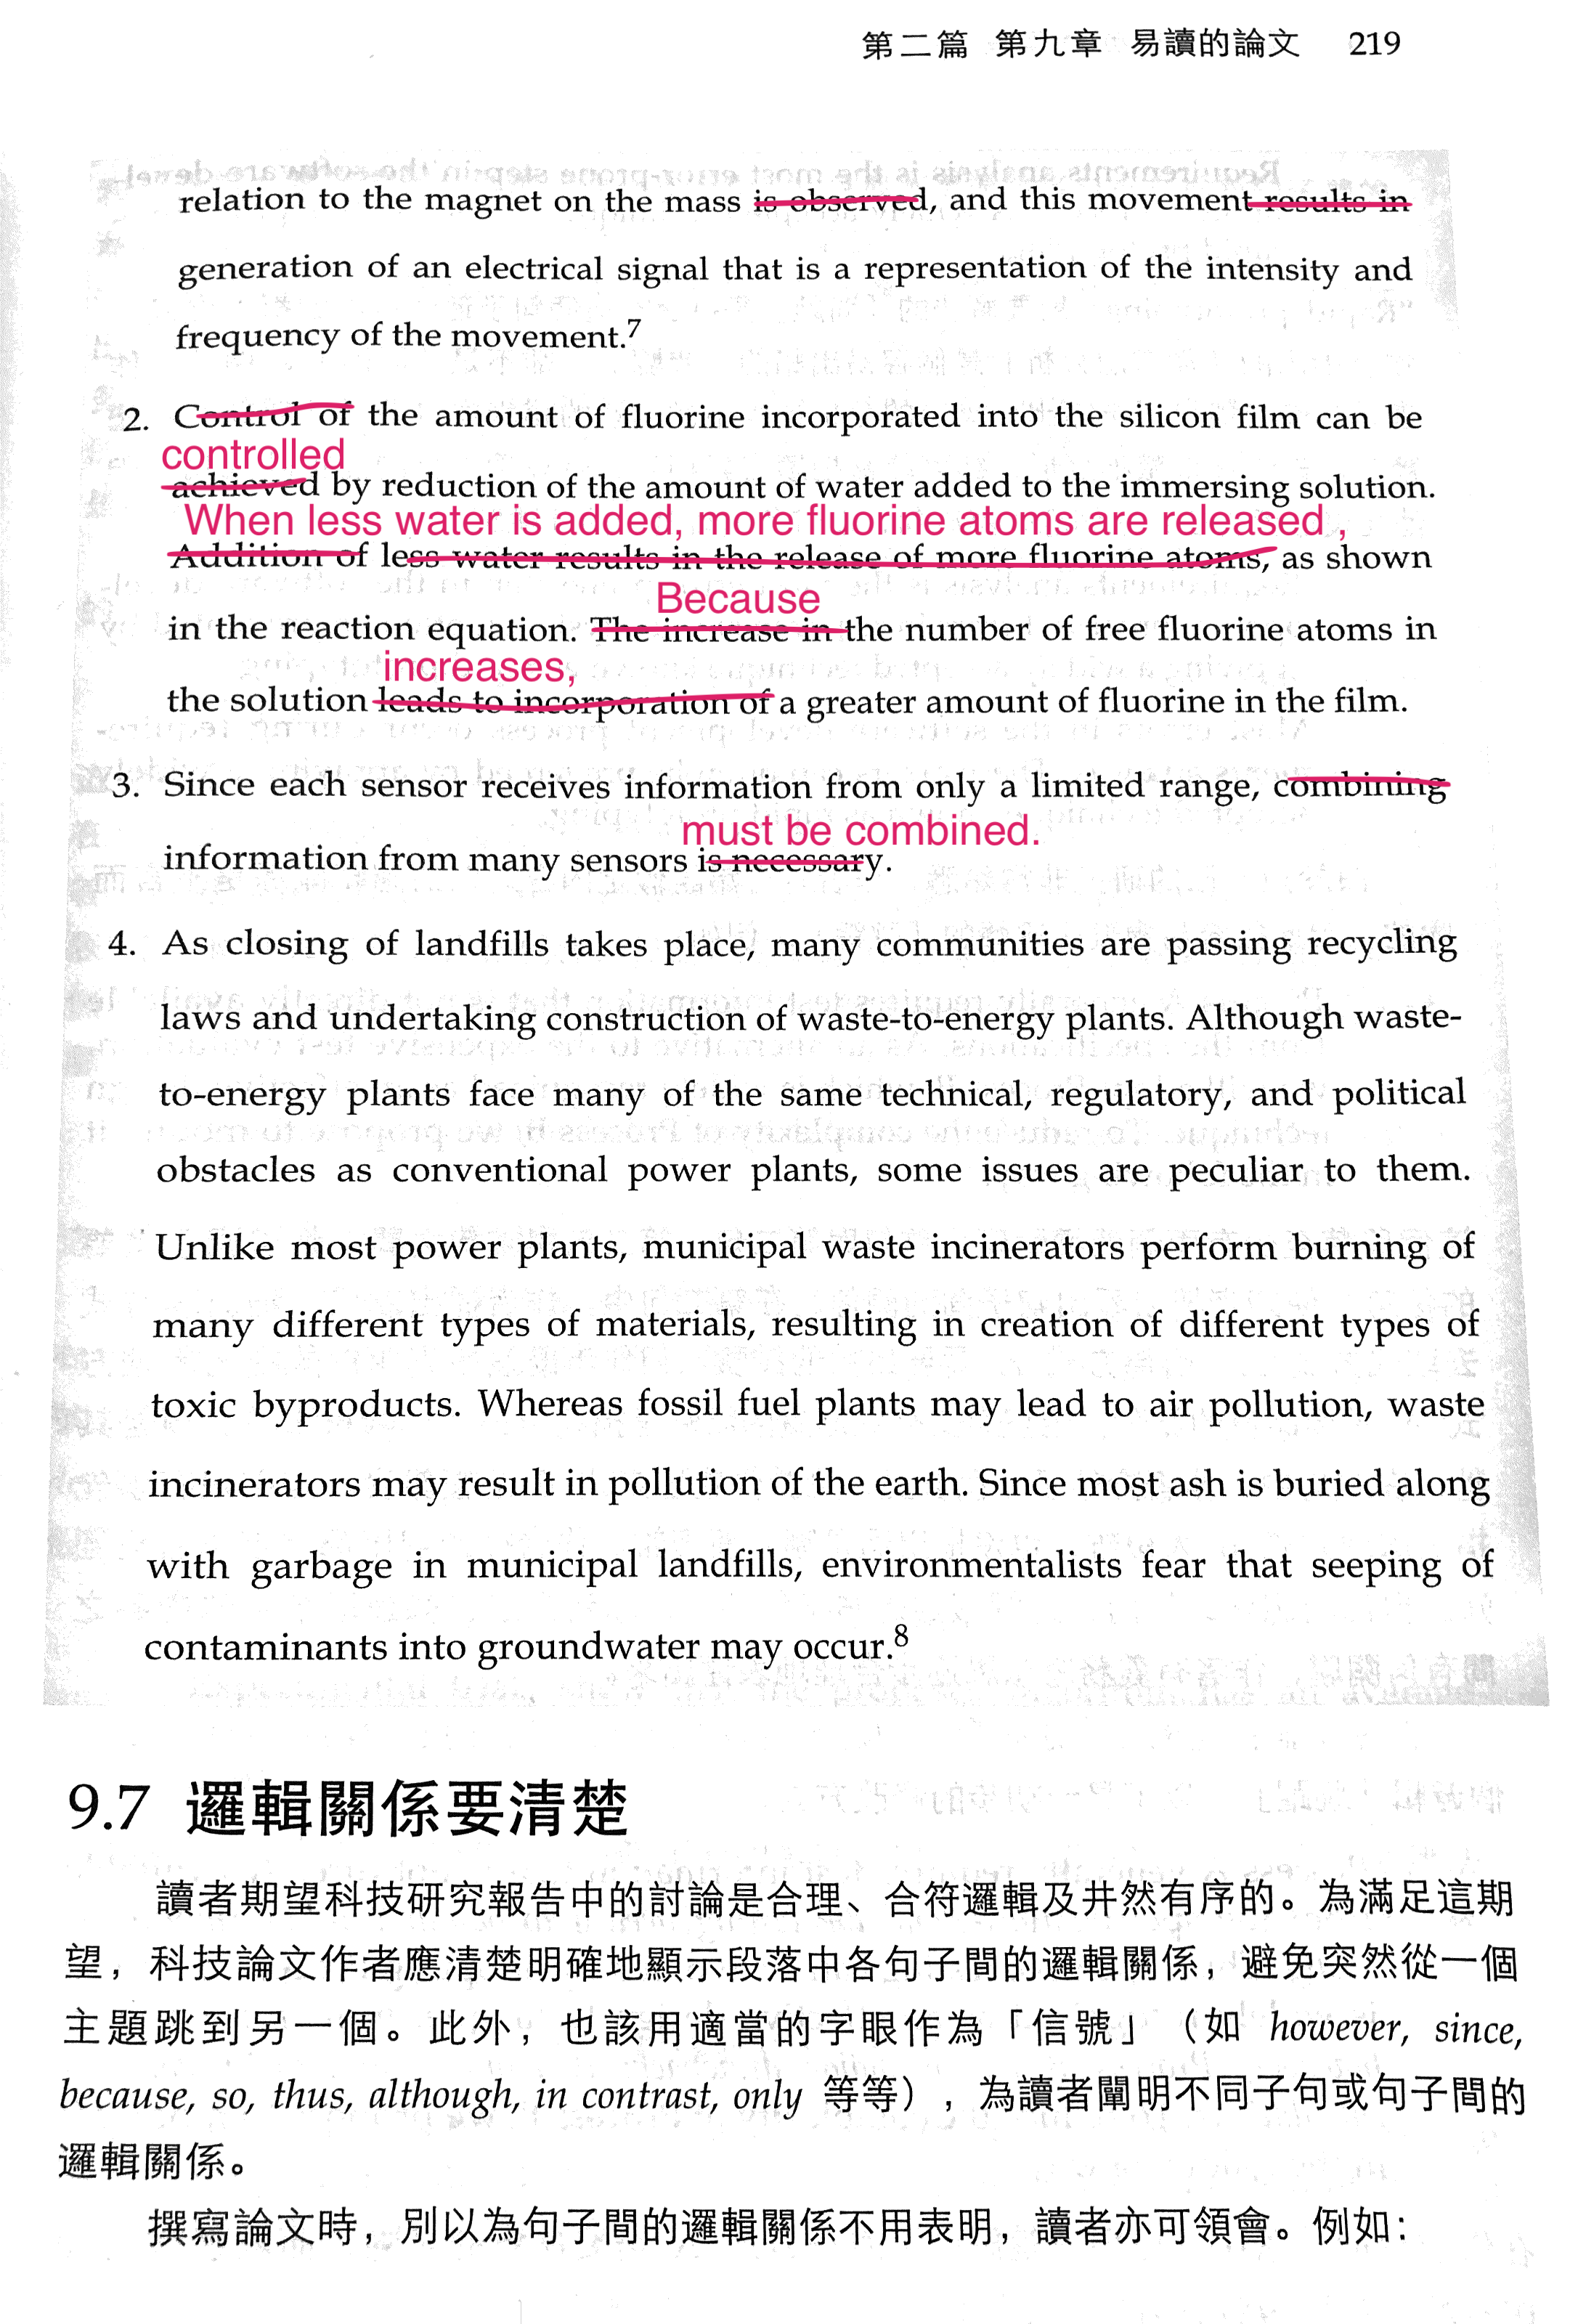 第二篇 第九章 易讀的論文 219
relation to the magnet on the mass is observed, and this movement results in
generation of an electrical signal that is a representation of the intensity and
frequency of the movement.7
2. Control of the amount of fluorine incorporated into the silicon film can be
controlled
achieved by reduction of the amount of water added to the immersing solution.
When less water is added, more fluorine atoms are released ,
Addition of less water results in the release of more fluorine atoms, as shown
Because
in the reaction equation. The increase in the number of free fluorine atoms in
increases,
the solution leads to incorporation of a greater amount of fluorine in the film.
3. Since each sensor receives information from only a limited range, combining
must be combined.
information from many sensors is necessary.
4. As closing of landfills takes place, many communities are passing recycling
laws and undertaking construction of waste-to-energy plants. Although waste-
to-energy plants face many of the same technical, regulatory, and political
obstacles as conventional power plants, some issues are peculiar to them.
Unlike most power plants, municipal waste incinerators perform burning of
many different types of materials, resulting in creation of different types of
toxic byproducts. Whereas fossil fuel plants may lead to air pollution, waste
incinerators may result in pollution of the earth. Since most ash is buried along
with garbage in municipal landfills, environmentalists fear that seeping of
contaminants into groundwater may occur.8
9.7 邏輯關係要清楚
讀者期望科技研究報告中的討論是合理、合符邏輯及井然有序的。為滿足這期
望，科技論文作者應清楚明確地顯示段落中各句子間的邏輯關係，避免突然從一個
主題跳到另一個。此外，也該用適當的字眼作為「信號」（如 however, since,
because, so, thus, although, in contrast, only 等等），為讀者闡明不同子句或句子間的
邏輯關係。
撰寫論文時，別以為句子間的邏輯關係不用表明，讀者亦可領會。例如：